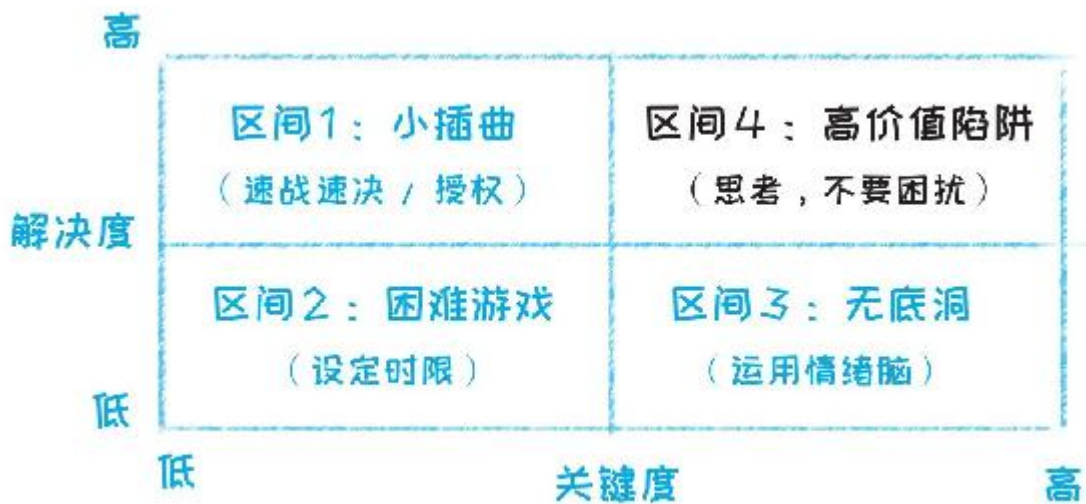 高
区间1：小插曲
（速战速决 / 授权）
区间4：高价值陷阱
（思考，不要困扰）
解决度
区间2：困难游戏
（设定时限）
区间3：无底洞
（运用情绪脑）
低
低
关键度
高